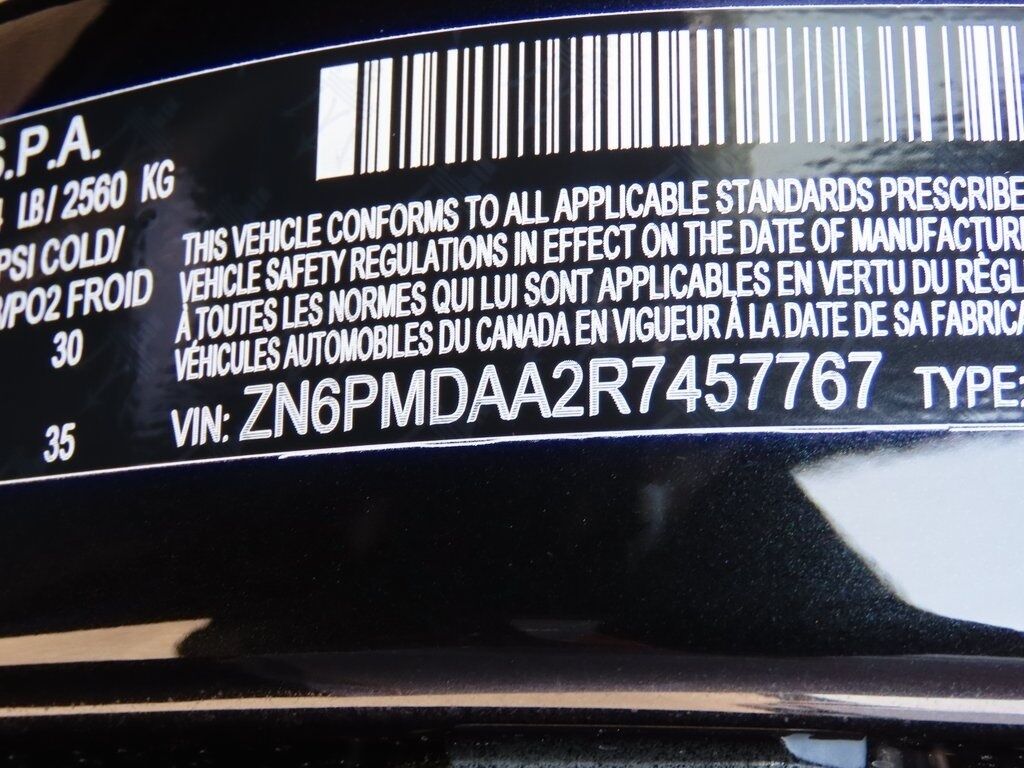 S.P.A.
LB / 2560 KG
PSI COLD/
PO2 FROID
30
35
THIS VEHICLE CONFORMS TO ALL APPLICABLE STANDARDS PRESCRIBE
VEHICLE SAFETY REGULATIONS IN EFFECT ON THE DATE OF MANUFACTUR
À TOUTES LES NORMES QUI LUI SONT APPLICABLES EN VERTU DU RÈGL
VÉHICULES AUTOMOBILES DU CANADA EN VIGUEUR À LA DATE DE SA FABRICA
VIN: ZN6PMDAA2R7457767 TYPE: